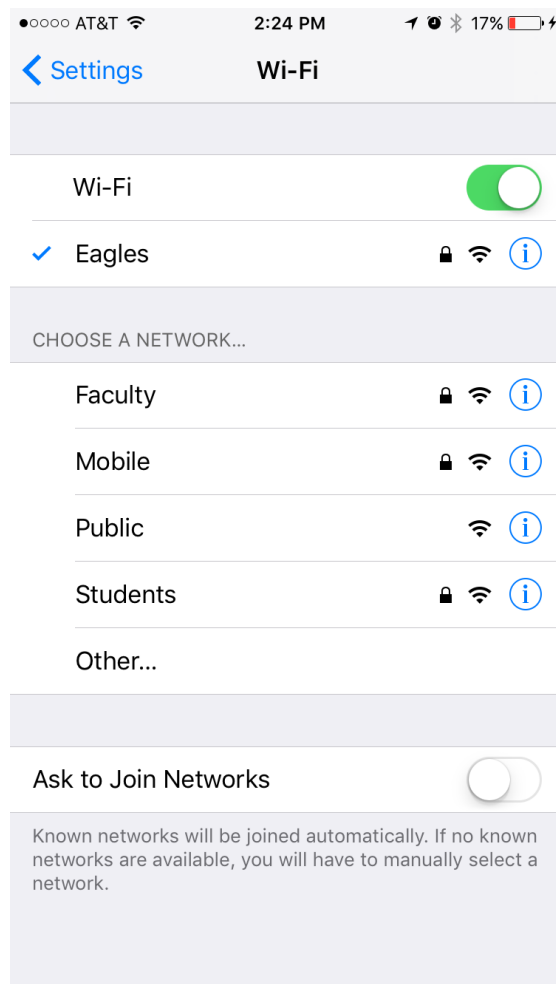 AT&T 2:24 PM 17%
Settings Wi-Fi
Wi-Fi
Eagles
CHOOSE A NETWORK...
Faculty
Mobile
Public
Students
Other...
Ask to Join Networks
Known networks will be joined automatically. If no known
networks are available, you will have to manually select a
network.